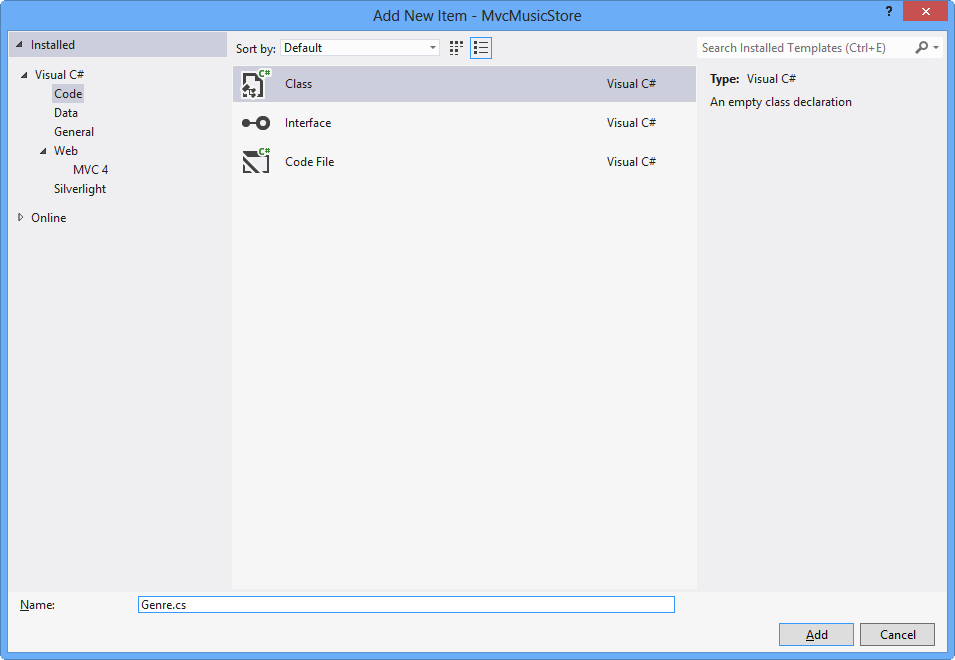 Add New Item - MvcMusicStore
?
Installed
Sort by: Default
Search Installed Templates (Ctrl+E)
Visual C#
Code
Data
General
Web
MVC 4
Silverlight
Online
C#
Class Visual C#
Interface Visual C#
C#
Code File Visual C#
Type: Visual C#
An empty class declaration
Name: Genre.cs
Add Cancel